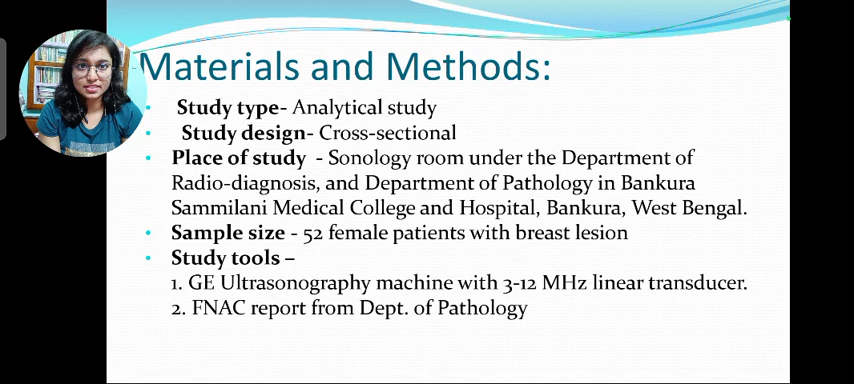 Materials and Methods:
• Study type- Analytical study
• Study design- Cross-sectional
• Place of study - Sonology room under the Department of
Radio-diagnosis, and Department of Pathology in Bankura
Sammilani Medical College and Hospital, Bankura, West Bengal.
• Sample size - 52 female patients with breast lesion
• Study tools –
1. GE Ultrasonography machine with 3-12 MHz linear transducer.
2. FNAC report from Dept. of Pathology